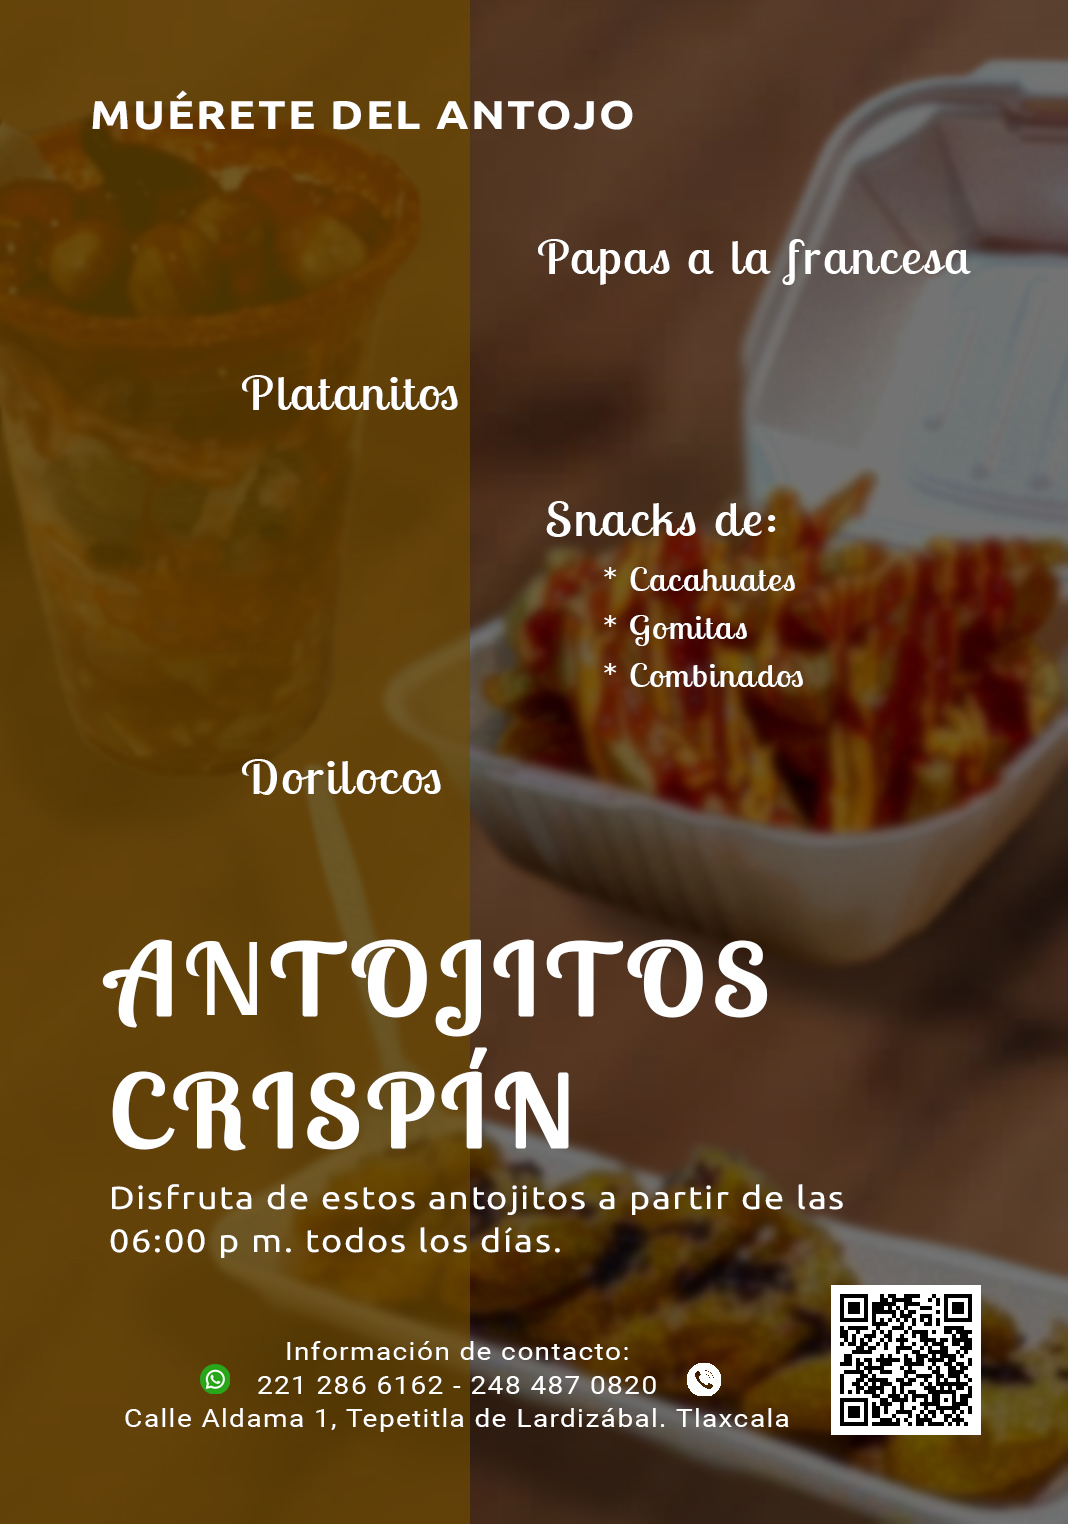 MUÉRETE DEL ANTOJO
Papas a la francesa
Platanitos
Snacks de:
* Cacahuates
* Gomitas
* Combinados
Dorilocos
ANTOJITOS
CRISPÍN
Disfruta de estos antojitos a partir de las
06:00 p m. todos los días.
Información de contacto:
221 286 6162 - 248 487 0820
Calle Aldama 1, Tepetitla de Lardizábal. Tlaxcala